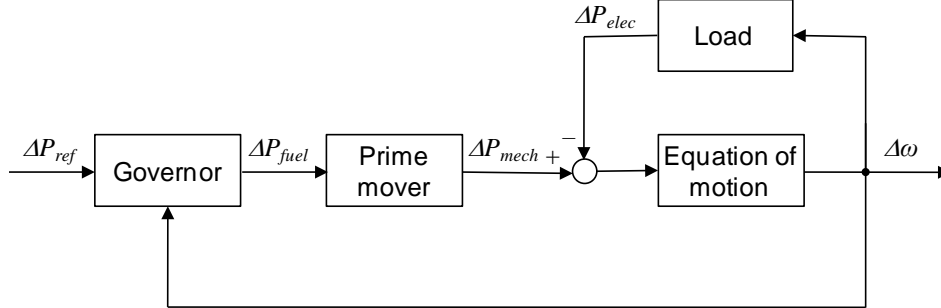 ΔP_elec
Load
−
ΔP_ref
Governor
ΔP_fuel
Prime
mover
ΔP_mech
+
Equation of
motion
Δω